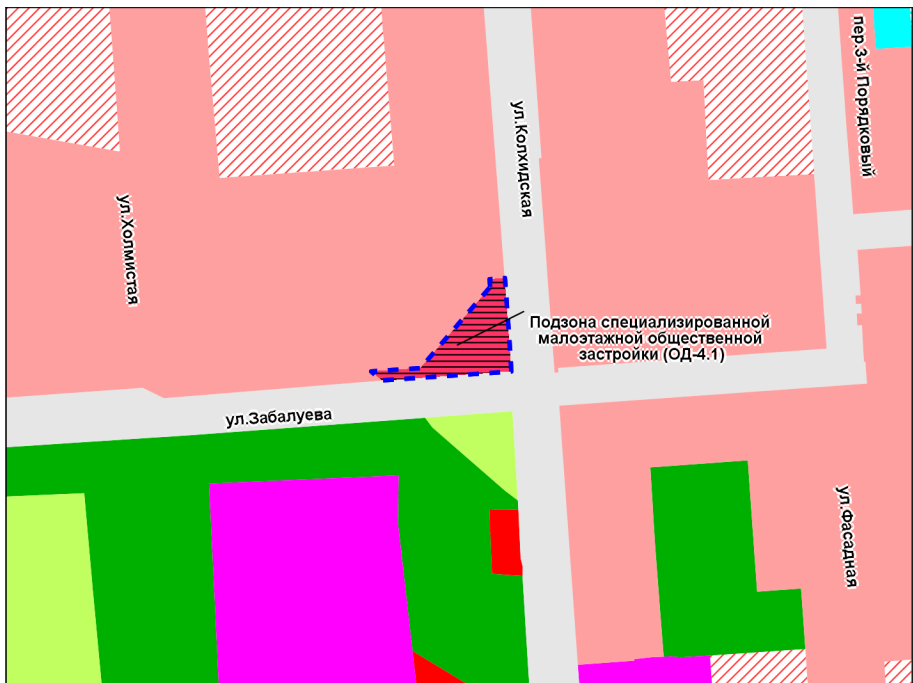 пер.3-й Порядковый
ул.Колхидская
ул.Холмистая
Подзона специализированной
малоэтажной общественной
застройки (ОД-4.1)
ул.Забалуева
ул.Фасадная